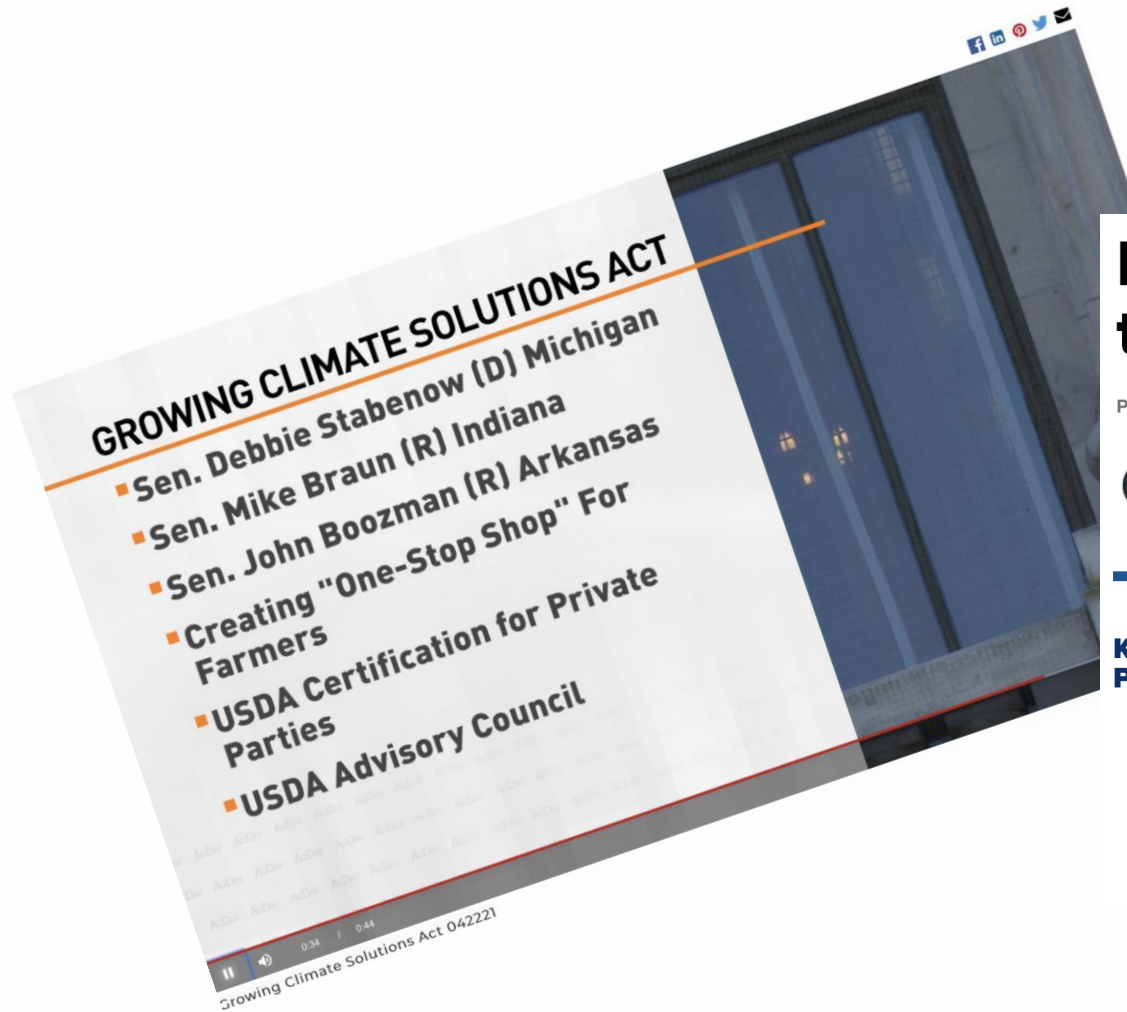 GROWING CLIMATE SOLUTIONS ACT
Sen. Debbie Stabenow (D) Michigan
Sen. Mike Braun (R) Indiana
Sen. John Boozman (R) Arkansas
Creating "One-Stop Shop" For
Farmers
USDA Certification for Private
Parties
USDA Advisory Council
0:34 / 0:44
Growing Climate Solutions Act 042221